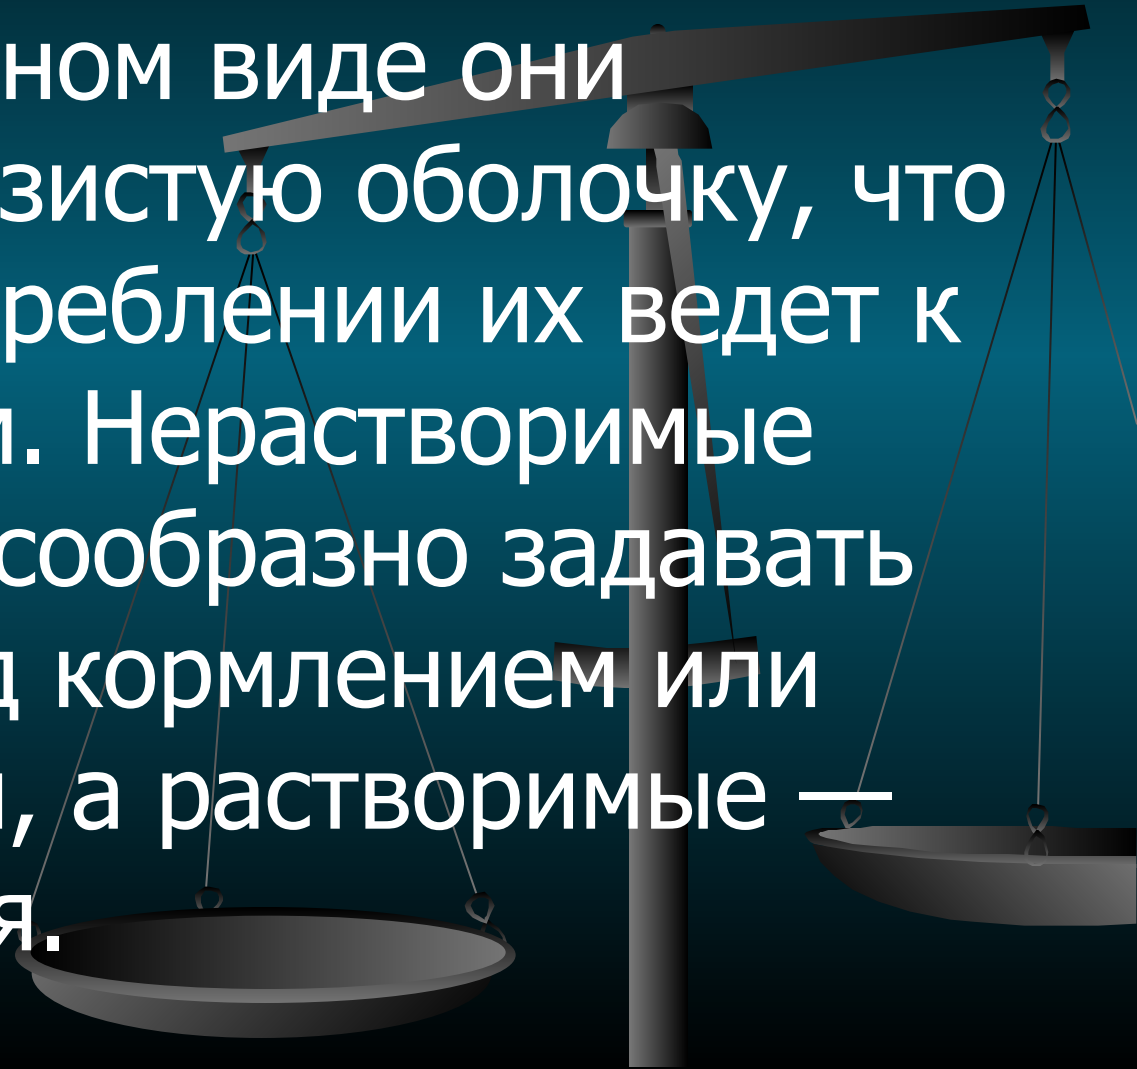 ном виде они
зистую оболочку, что
реблении их ведет к
. Нерастворимые
сообразно задавать
кормлением или
, а растворимые —
я.